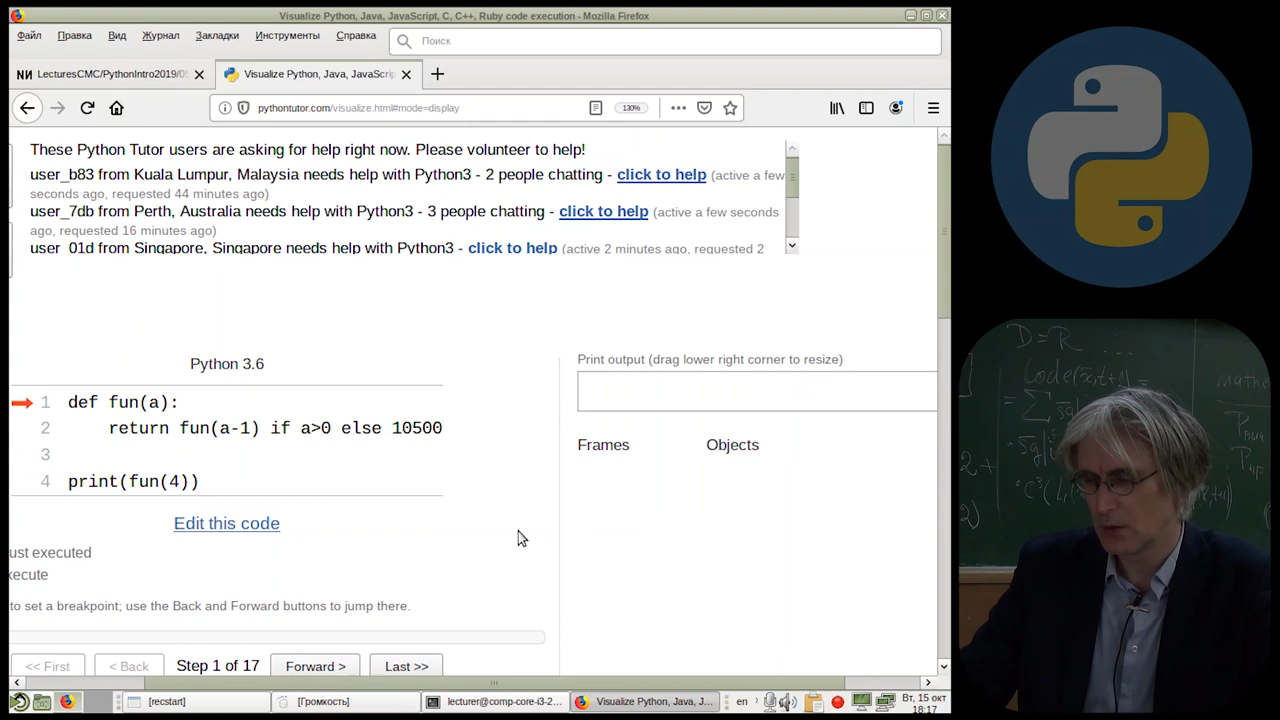 Visualize Python, Java, JavaScript, C, C++, Ruby code execution - Mozilla Firefox
Файл Правка Вид Журнал Закладки Инструменты Справка Поиск
LecturesCMC/PythonIntro2019/05 Visualize Python, Java, JavaScrip
pythontutor.com/visualize.html#mode=display 130%
These Python Tutor users are asking for help right now. Please volunteer to help!
user_b83 from Kuala Lumpur, Malaysia needs help with Python3 - 2 people chatting - click to help (active a few
seconds ago, requested 44 minutes ago)
user_7db from Perth, Australia needs help with Python3 - 3 people chatting - click to help (active a few seconds
ago, requested 16 minutes ago)
user_01d from Singapore, Singapore needs help with Python3 - click to help (active 2 minutes ago, requested 2
Python 3.6
1 def fun(a):
2 return fun(a-1) if a>0 else 10500
3
4 print(fun(4))
Edit this code
ust executed
xecute
to set a breakpoint; use the Back and Forward buttons to jump there.
<< First < Back Step 1 of 17 Forward > Last >>
Print output (drag lower right corner to resize)
Frames Objects
[recstart] [Громкость] lecturer@comp-core-i3-2... Visualize Python, Java, J... en Вт, 15 окт
18:17
D = R
Code(